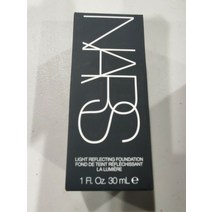 NARS
LIGHT REFLECTING FOUNDATION
FOND DE TEINT RÉFLÉCHISSANT
LA LUMIÈRE
1 Fl. Oz. 30 mL ℮